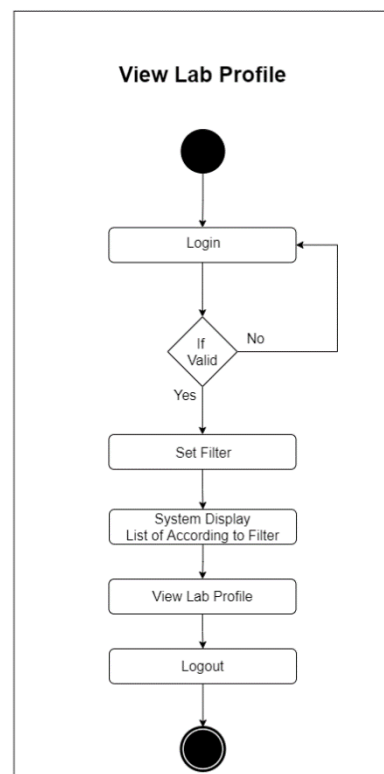 View Lab Profile
Login
If
Valid
No
Yes
Set Filter
System Display
List of According to Filter
View Lab Profile
Logout